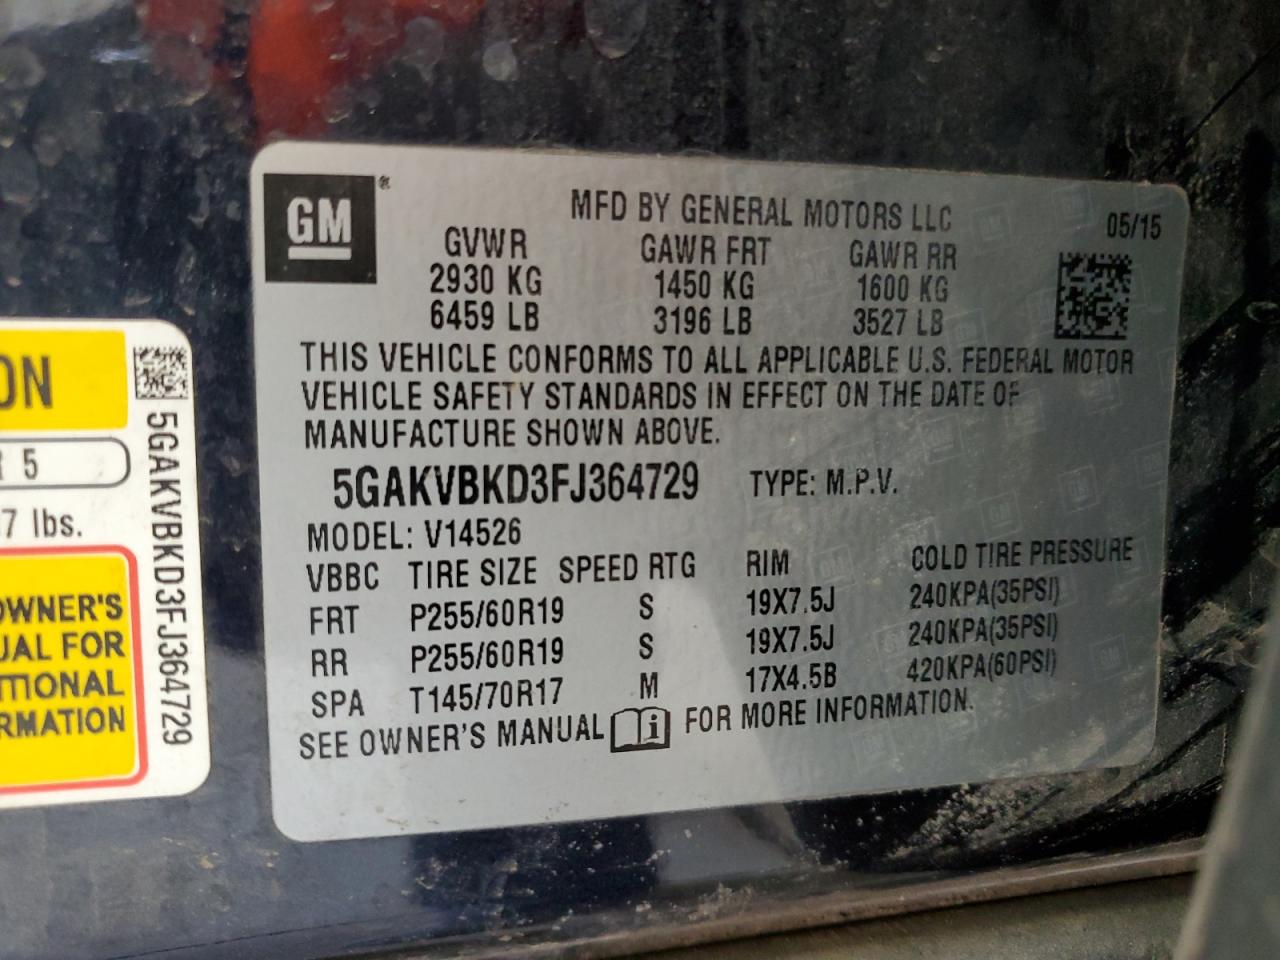 GM ®
MFD BY GENERAL MOTORS LLC
05/15
GVWR GAWR FRT GAWR RR
2930 KG 1450 KG 1600 KG
6459 LB 3196 LB 3527 LB
THIS VEHICLE CONFORMS TO ALL APPLICABLE U.S. FEDERAL MOTOR
VEHICLE SAFETY STANDARDS IN EFFECT ON THE DATE OF
MANUFACTURE SHOWN ABOVE.
5GAKVBKD3FJ364729 TYPE: M.P.V.
MODEL: V14526
VBBC TIRE SIZE SPEED RTG RIM COLD TIRE PRESSURE
FRT P255/60R19 S 19X7.5J 240KPA(35PSI)
RR P255/60R19 S 19X7.5J 240KPA(35PSI)
SPA T145/70R17 M 17X4.5B 420KPA(60PSI)
SEE OWNER'S MANUAL i FOR MORE INFORMATION.
ON
R 5
7 lbs.
OWNER'S
UAL FOR
ITIONAL
RMATION
5GAKVBKD3FJ364729